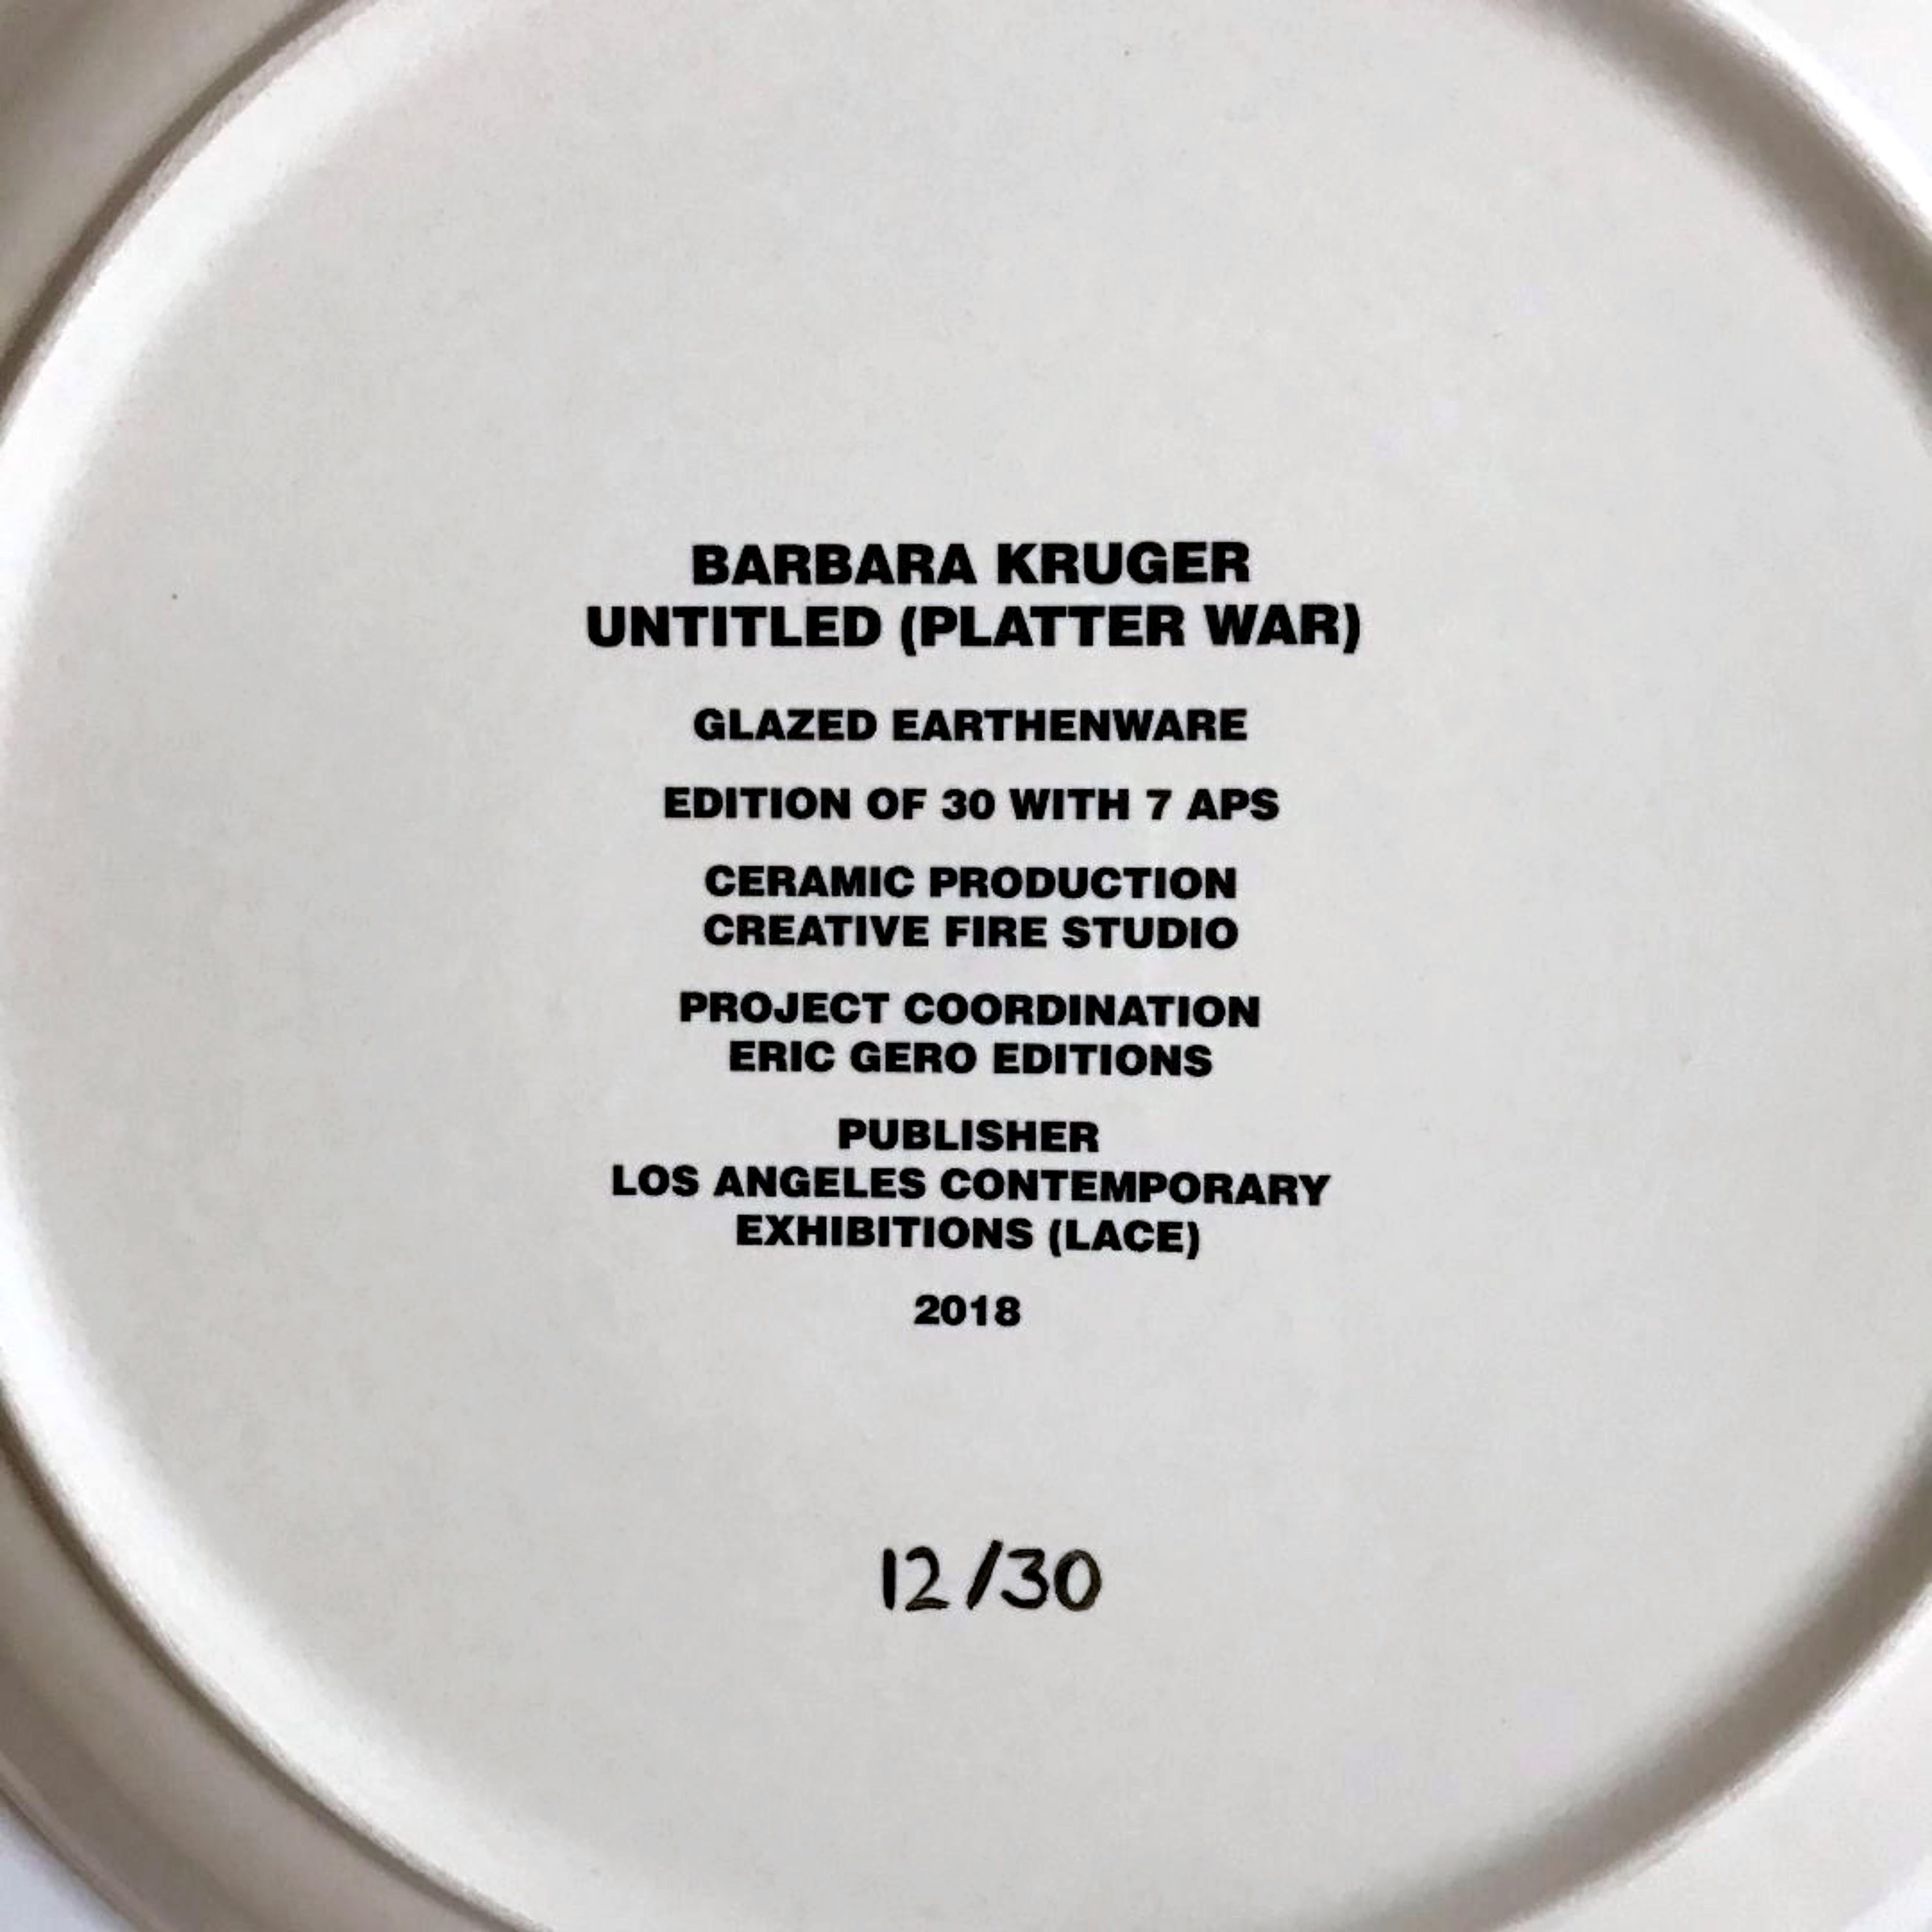 BARBARA KRUGER
UNTITLED (PLATTER WAR)
GLAZED EARTHENWARE
EDITION OF 30 WITH 7 APS
CERAMIC PRODUCTION
CREATIVE FIRE STUDIO
PROJECT COORDINATION
ERIC GERO EDITIONS
PUBLISHER
LOS ANGELES CONTEMPORARY
EXHIBITIONS (LACE)
2018
12/30